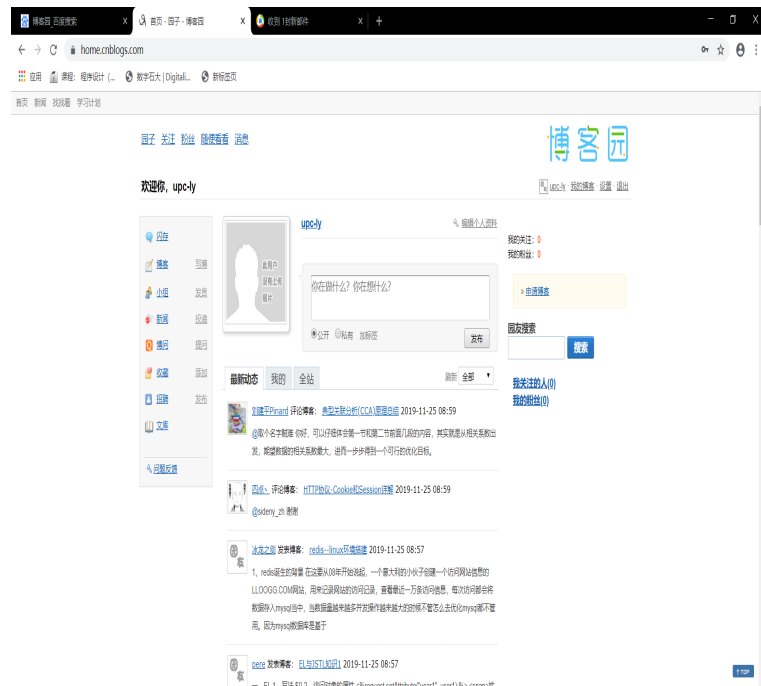 博客园_百度搜索 首页 - 园子 - 博客园 收到 1封新邮件
home.cnblogs.com
应用 课程：程序设计（... 数字石大 | Digitali... 新标签页
首页 新闻 找找看 学习计划
园子 关注 粉丝 随便看看 消息
博客园
欢迎你，upc-ly
upc-ly · 我的博客 · 设置 · 退出
闪存
博客 写博
小组 发言
新闻 投递
博问 提问
收藏 添加
招聘 发布
文库
问题反馈
此用户
没有上传
照片
upc-ly
编辑个人资料
你在做什么？你在想什么？
公开 私有 加标签
发布
我的关注：0
我的粉丝：0
» 申请博客
园友搜索
搜索
我关注的人(0)
我的粉丝(0)
最新动态 我的 全站 刷新 全部
刘建平Pinard 评论博客： 典型关联分析(CCA)原理总结 2019-11-25 08:59
@取个名字贼难 你好，可以仔细体会第一节和第二节前面几段的内容，其实就是从相关系数出
发，期望数据的相关系数最大，进而一步步得到一个可行的优化目标。
四点丶 评论博客： HTTP协议-Cookie和Session详解 2019-11-25 08:59
@sideny_zh 谢谢
冰龙之剑 发表博客： redis--linux环境搭建 2019-11-25 08:57
1、redis诞生的背景 在这要从08年开始说起，一个意大利的小伙子创建一个访问网站信息的
LLOOGG.COM网站，用来记录网站的访问记录，查看最近一万条访问信息，每次访问都会将
数据存入mysql当中，当数据量越来越多并发操作越来越大的时候不管怎么去优化mysql都不管
用。因为mysql数据库是基于
pere 发表博客： EL与JSTL知识1 2019-11-25 08:57
TOP